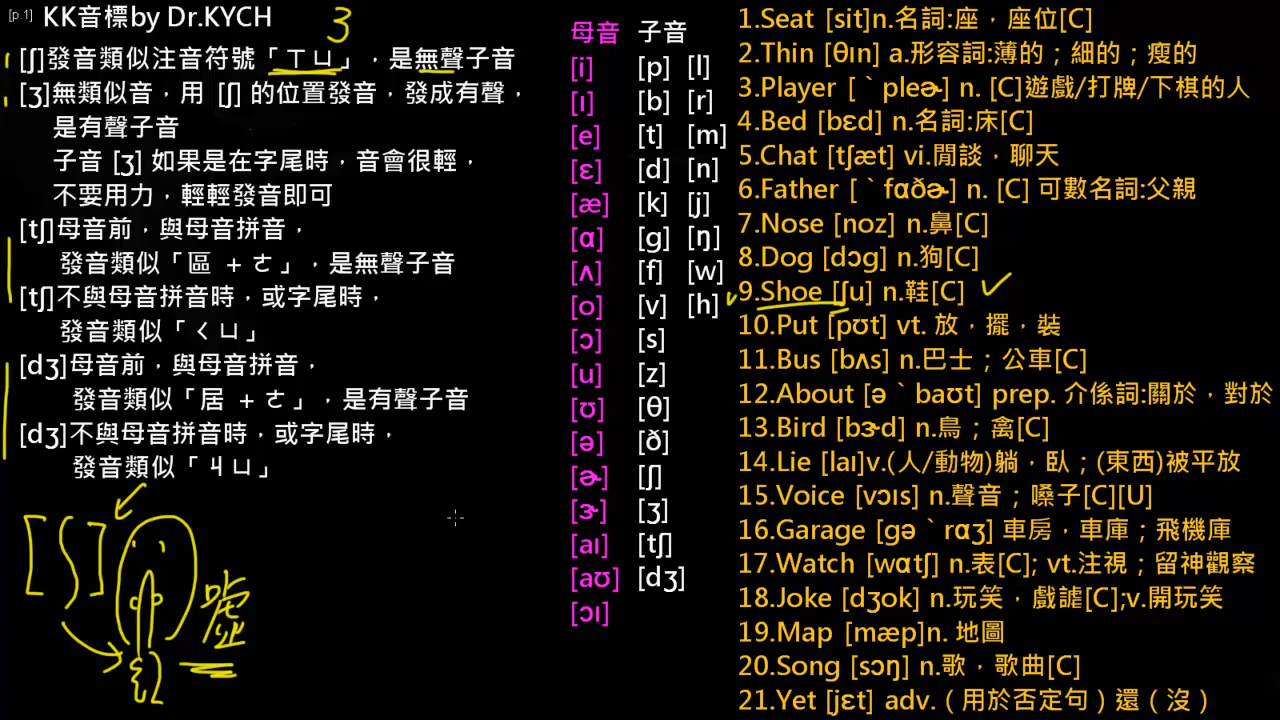 [p.1] KK音標by Dr.KYCH
3
[ʃ]發音類似注音符號「ㄒㄩ」，是無聲子音
[ʒ]無類似音，用 [ʃ] 的位置發音，發成有聲，
是有聲子音
子音 [ʒ] 如果是在字尾時，音會很輕，
不要用力，輕輕發音即可
[tʃ]母音前，與母音拼音，
發音類似「區 + ㄜ」，是無聲子音
[tʃ]不與母音拼音時，或字尾時，
發音類似「ㄑㄩ」
[dʒ]母音前，與母音拼音，
發音類似「居 + ㄜ」，是有聲子音
[dʒ]不與母音拼音時，或字尾時，
發音類似「ㄐㄩ」
[ʃ]
噓
母音 子音
[i] [p] [l]
[ɪ] [b] [r]
[e] [t] [m]
[ɛ] [d] [n]
[æ] [k] [j]
[ɑ] [g] [ŋ]
[ʌ] [f] [w]
[o] [v] [h]
[ɔ] [s]
[u] [z]
[ʊ] [θ]
[ə] [ð]
[ɚ] [ʃ]
[ɝ] [ʒ]
[aɪ] [tʃ]
[aʊ] [dʒ]
[ɔɪ]
1.Seat [sit]n.名詞:座，座位[C]
2.Thin [θɪn] a.形容詞:薄的；細的；瘦的
3.Player [ˋpleɚ] n. [C]遊戲/打牌/下棋的人
4.Bed [bɛd] n.名詞:床[C]
5.Chat [tʃæt] vi.閒談，聊天
6.Father [ˋfɑðɚ] n. [C] 可數名詞:父親
7.Nose [noz] n.鼻[C]
8.Dog [dɔg] n.狗[C]
9.Shoe [ʃu] n.鞋[C]
10.Put [pʊt] vt. 放，擺，裝
11.Bus [bʌs] n.巴士；公車[C]
12.About [əˋbaʊt] prep. 介係詞:關於，對於
13.Bird [bɝd] n.鳥；禽[C]
14.Lie [laɪ]v.(人/動物)躺，臥；(東西)被平放
15.Voice [vɔɪs] n.聲音；嗓子[C][U]
16.Garage [gəˋrɑʒ] 車房，車庫；飛機庫
17.Watch [wɑtʃ] n.表[C]; vt.注視；留神觀察
18.Joke [dʒok] n.玩笑，戲謔[C];v.開玩笑
19.Map [mæp]n. 地圖
20.Song [sɔŋ] n.歌，歌曲[C]
21.Yet [jɛt] adv.（用於否定句）還（沒）